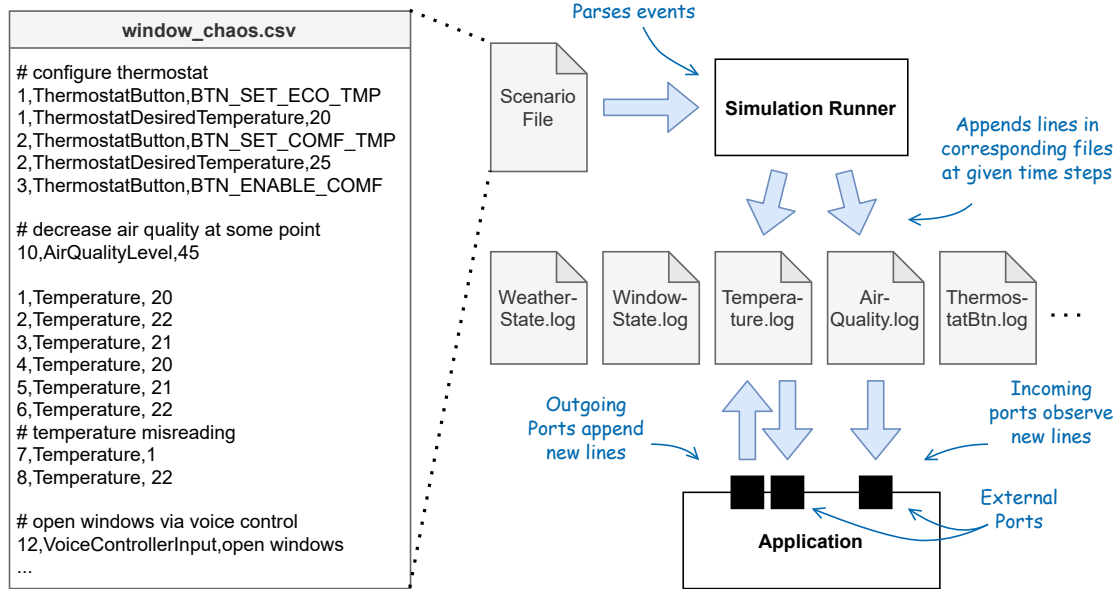 window_chaos.csv
# configure thermostat
1,ThermostatButton,BTN_SET_ECO_TMP
1,ThermostatDesiredTemperature,20
2,ThermostatButton,BTN_SET_COMF_TMP
2,ThermostatDesiredTemperature,25
3,ThermostatButton,BTN_ENABLE_COMF
# decrease air quality at some point
10,AirQualityLevel,45
1,Temperature, 20
2,Temperature, 22
3,Temperature, 21
4,Temperature, 20
5,Temperature, 21
6,Temperature, 22
# temperature misreading
7,Temperature,1
8,Temperature, 22
# open windows via voice control
12,VoiceControllerInput,open windows
...
Parses events
Scenario
File
Simulation Runner
Appends lines in
corresponding files
at given time steps
Weather-
State.log
Window-
State.log
Tempera-
ture.log
Air-
Quality.log
Thermos-
tatBtn.log
...
Outgoing
Ports append
new lines
Incoming
ports observe
new lines
External
Ports
Application